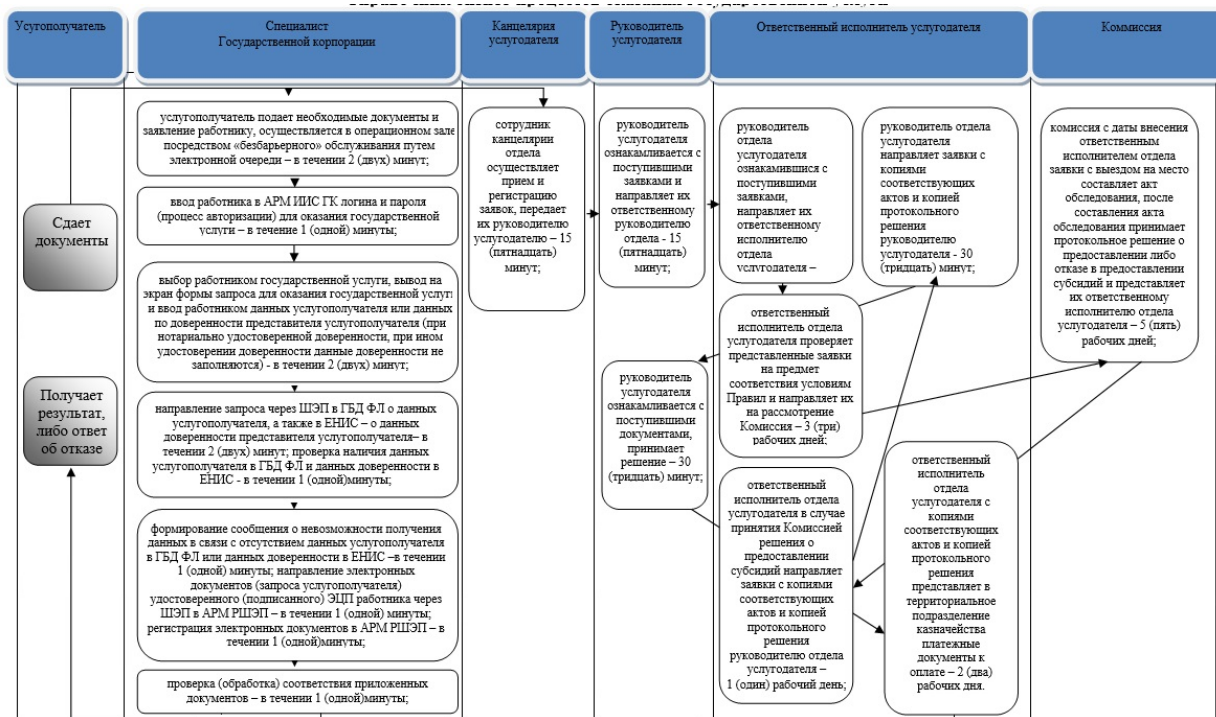 Услугополучатель
Специалист
Государственной корпорации
Канцелярия
услугодателя
Руководитель
услугодателя
Ответственный исполнитель услугодателя
Коммиссия
Сдает
документы
Получает
результат,
либо ответ
об отказе
услугополучатель подает необходимые документы и
заявление работнику, осуществляется в операционном зале
посредством «безбарьерного» обслуживания путем
электронной очереди – в течении 2 (двух) минут;
ввод работника в АРМ ИИС ГК логина и пароля
(процесс авторизации) для оказания государственной
услуги – в течение 1 (одной) минуты;
выбор работником государственной услуги, вывод на
экран формы запроса для оказания государственной услуги
и ввод работником данных услугополучателя или данных
по доверенности представителя услугополучателя (при
нотариально удостоверенной доверенности, при ином
удостоверении доверенности данные доверенности не
заполняются) - в течении 2 (двух) минут;
направление запроса через ШЭП в ГБД ФЛ о данных
услугополучателя, а также в ЕНИС – о данных
доверенности представителя услугополучателя– в
течении 2 (двух) минут; проверка наличия данных
услугополучателя в ГБД ФЛ и данных доверенности в
ЕНИС - в течении 1 (одной)минуты;
формирование сообщения о невозможности получения
данных в связи с отсутствием данных услугополучателя
в ГБД ФЛ или данных доверенности в ЕНИС –в течении
1 (одной) минуты; направление электронных
документов (запроса услугополучателя)
удостоверенного (подписанного) ЭЦП работника через
ШЭП в АРМ РШЭП – в течении 1 (одной) минуты;
регистрация электронных документов в АРМ РШЭП – в
течении 1 (одной)минуты;
проверка (обработка) соответствия приложенных
документов – в течении 1 (одной)минуты;
сотрудник
канцелярии
отдела
осуществляет
прием и
регистрацию
заявок, передает
их руководителю
услугодателю – 15
(пятнадцать)
минут;
руководитель
услугодателя
ознакамливается с
поступившими
заявками и
направляет их
ответственному
руководителю
отдела - 15
(пятнадцать)
минут;
руководитель
услугодателя
ознакамливается с
поступившими
документами,
принимает
решение – 30
(тридцать) минут;
руководитель
отдела
услугодателя
ознакамившися с
поступившими
заявками,
направляет их
ответственному
исполнителю
отдела
услугодателя –
руководитель отдела
услугодателя
направляет заявки с
копиями
соответствующих
актов и копией
протокольного
решения
руководителю
услугодателя - 30
(тридцать) минут;
ответственный
исполнитель отдела
услугодателя проверяет
представленные заявки
на предмет
соответствия условиям
Правил и направляет их
на рассмотрение
Комиссия – 3 (три)
рабочих дней;
ответственный
исполнитель отдела
услугодателя в случае
принятия Комиссией
решения о
предоставлении
субсидий направляет
заявки с копиями
соответствующих
актов и копией
протокольного
решения
руководителю отдела
услугодателя –
1 (один) рабочий день;
ответственный
исполнитель
отдела
услугодателя с
копиями
соответствующих
актов и копией
протокольного
решения
представляет в
территориальное
подразделение
казначейства
платежные
документы к
оплате – 2 (два)
рабочих дня.
комиссия с даты внесения
ответственным
исполнителем отдела
заявки с выездом на место
составляет акт
обследования, после
составления акта
обследования принимает
протокольное решение о
предоставлении либо
отказе в предоставлении
субсидий и представляет
их ответственному
исполнителю отдела
услугодателя – 5 (пять)
рабочих дней;